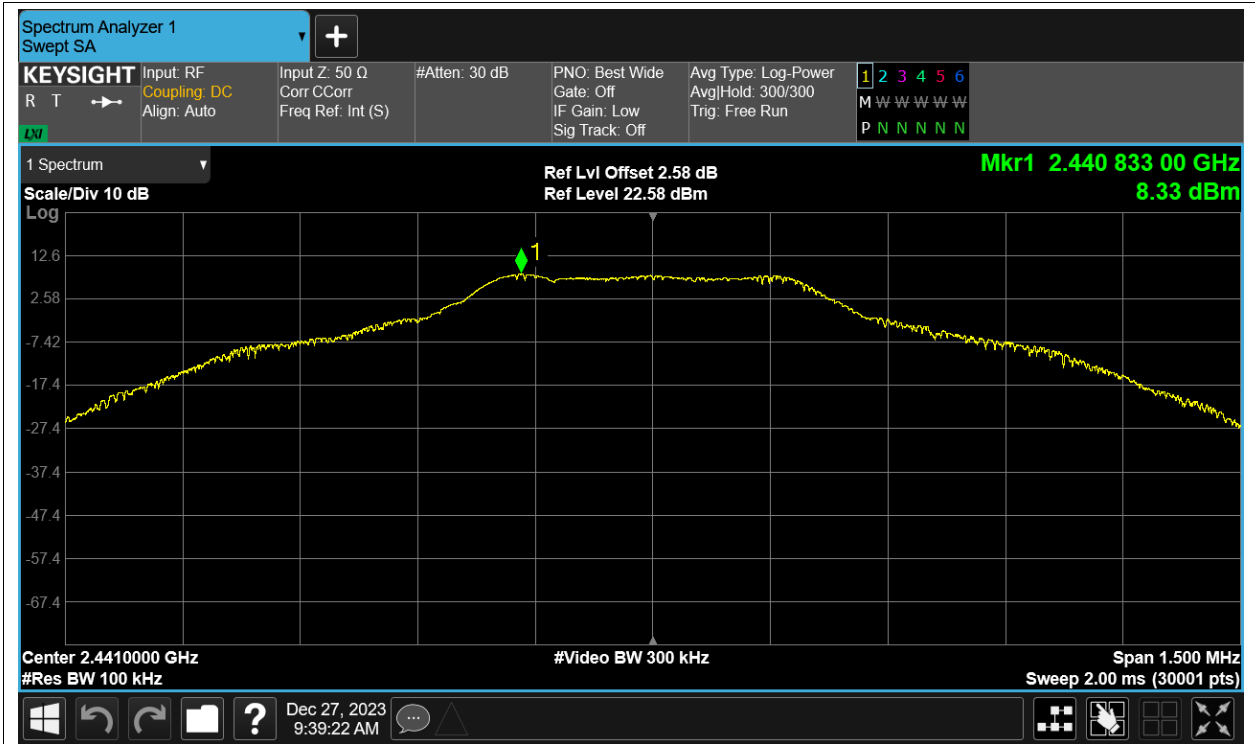 Spectrum Analyzer 1
Swept SA
KEYSIGHT
R T
LXI
Input: RF
Coupling: DC
Align: Auto
Input Z: 50 Ω
Corr CCorr
Freq Ref: Int (S)
#Atten: 30 dB
PNO: Best Wide
Gate: Off
IF Gain: Low
Sig Track: Off
Avg Type: Log-Power
Avg|Hold: 300/300
Trig: Free Run
1 2 3 4 5 6
M W W W W W
P N N N N N
1 Spectrum
Scale/Div 10 dB
Log
Ref Lvl Offset 2.58 dB
Ref Level 22.58 dBm
Mkr1 2.440 833 00 GHz
8.33 dBm
1
12.6
2.58
-7.42
-17.4
-27.4
-37.4
-47.4
-57.4
-67.4
Center 2.4410000 GHz
#Res BW 100 kHz
#Video BW 300 kHz
Span 1.500 MHz
Sweep 2.00 ms (30001 pts)
?
Dec 27, 2023
9:39:22 AM